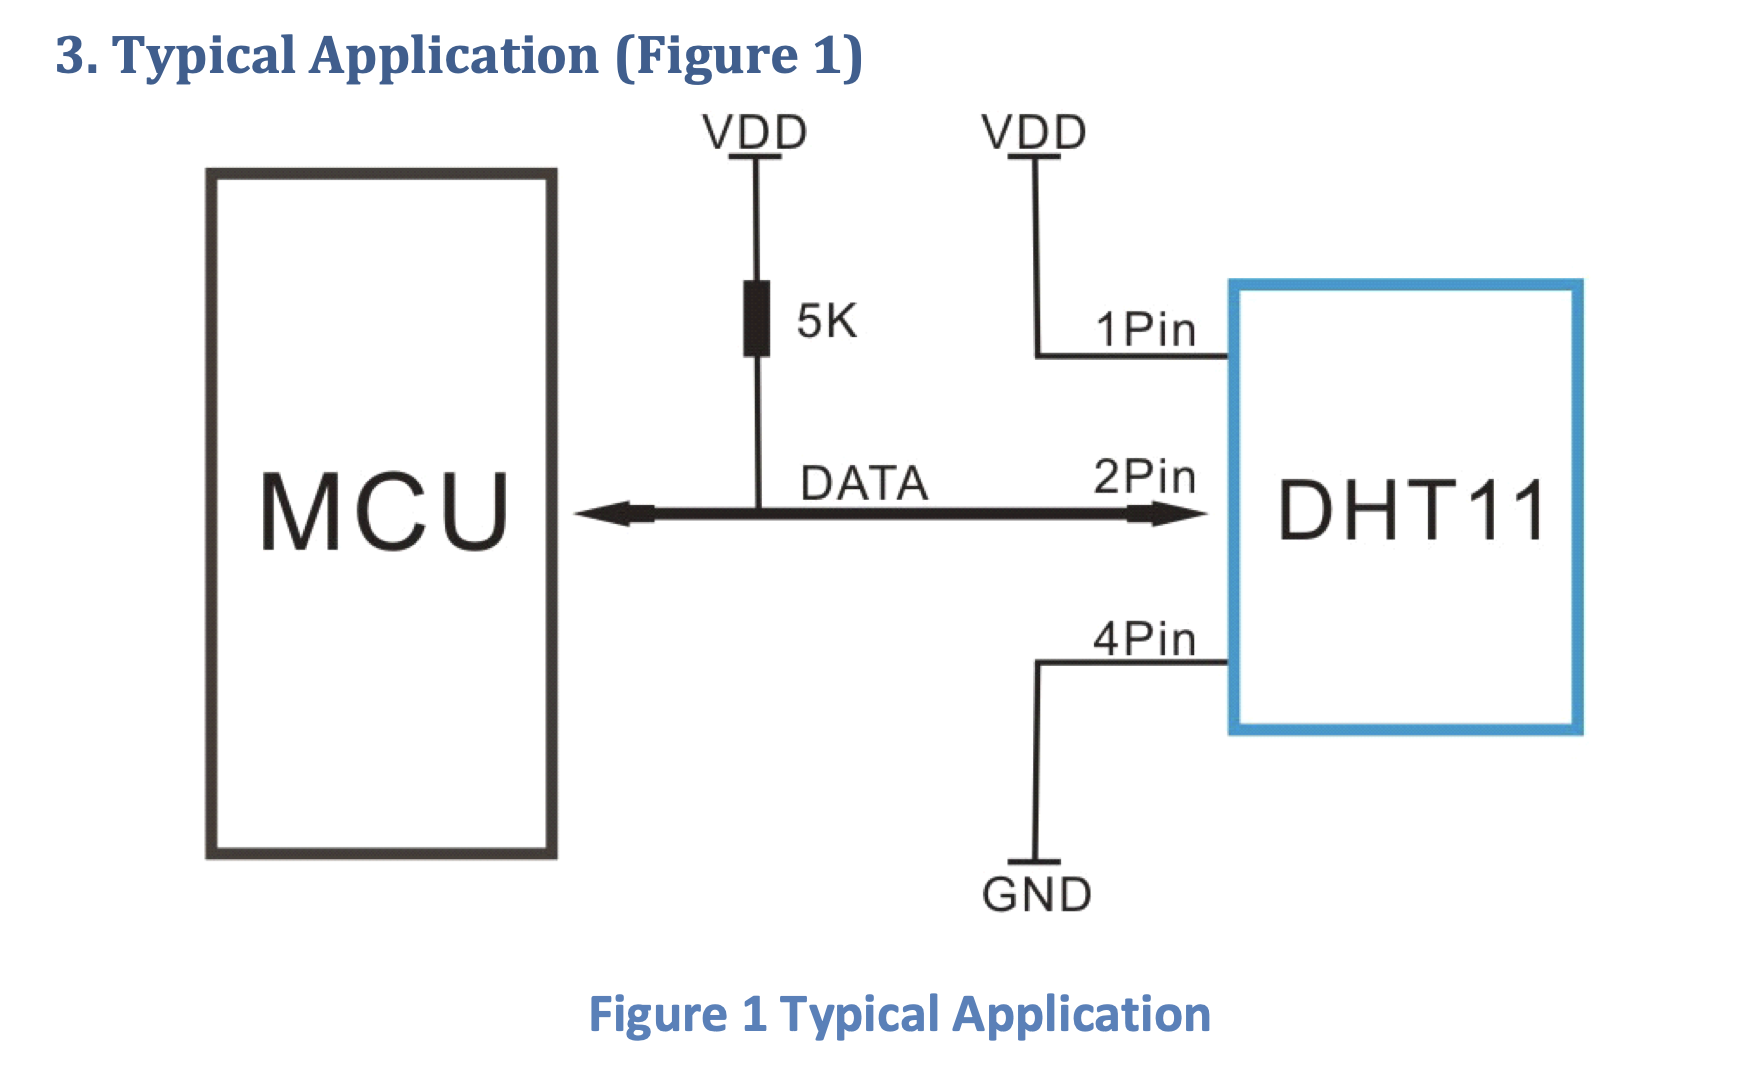 3. Typical Application (Figure 1)
VDD
VDD
5K
1Pin
MCU
DATA
2Pin
DHT11
4Pin
GND
Figure 1 Typical Application